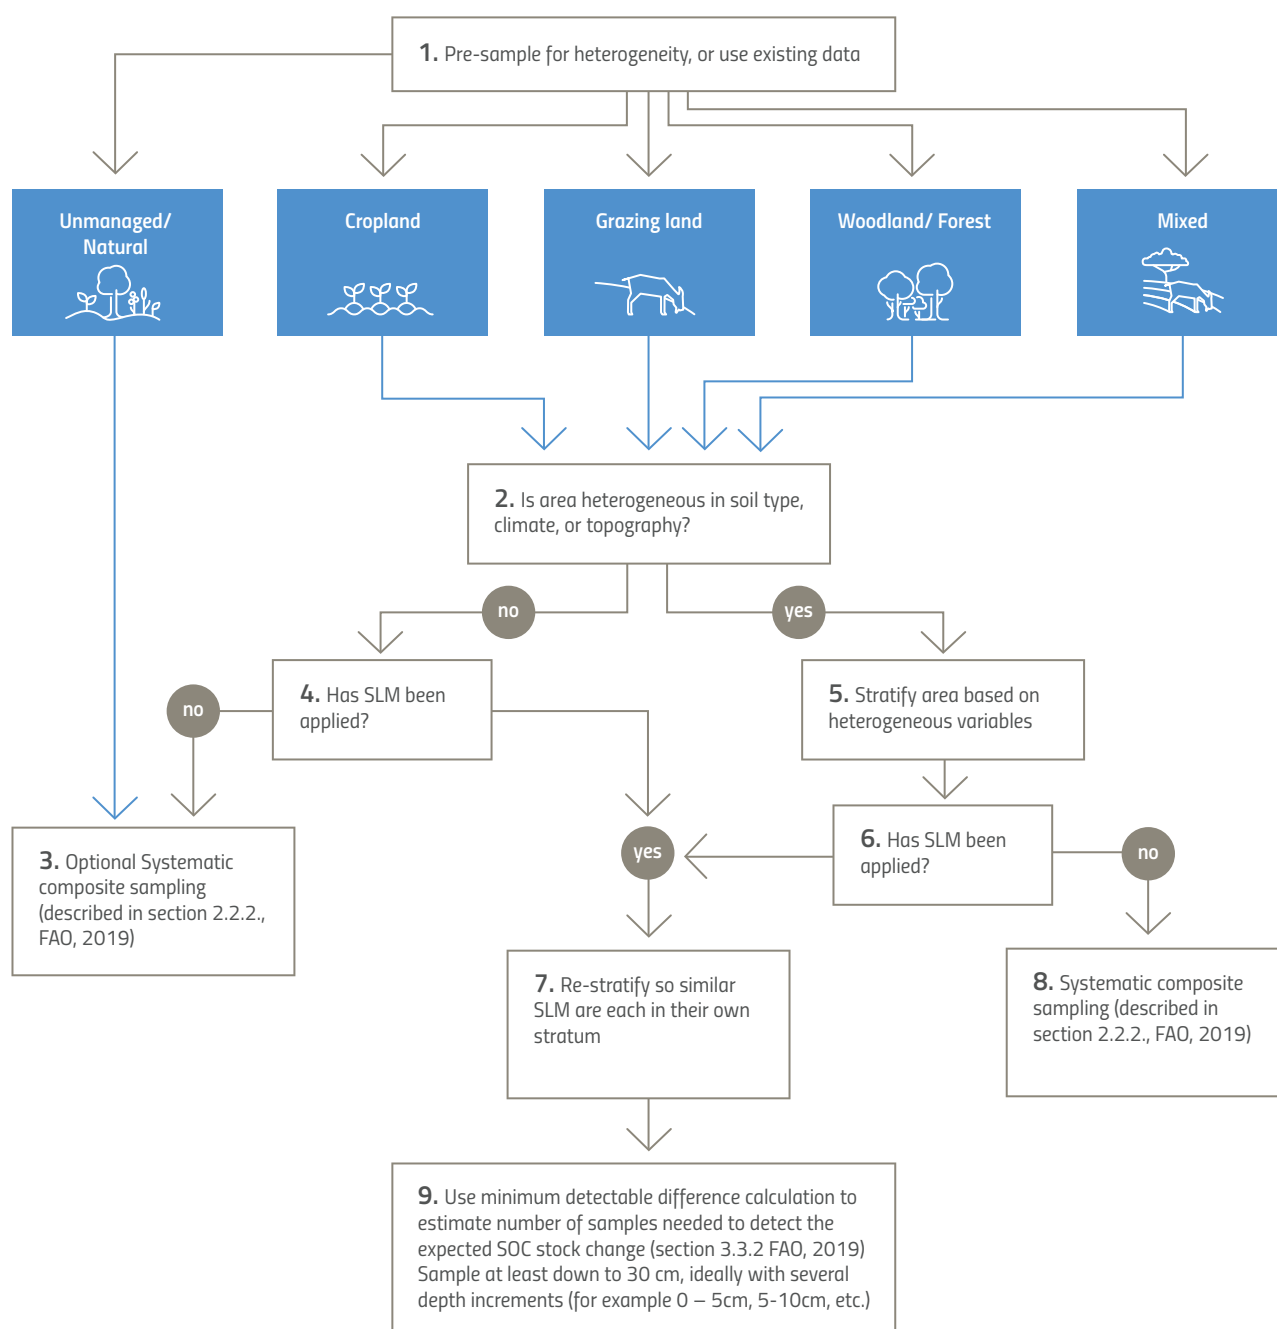 1. Pre-sample for heterogeneity, or use existing data
Unmanaged/
Natural
Cropland
Grazing land
Woodland/ Forest
Mixed
2. Is area heterogeneous in soil type,
climate, or topography?
no
yes
4. Has SLM been
applied?
no
5. Stratify area based on
heterogeneous variables
3. Optional Systematic
composite sampling
(described in section 2.2.2.,
FAO, 2019)
yes
6. Has SLM been
applied?
no
7. Re-stratify so similar
SLM are each in their own
stratum
8. Systematic composite
sampling (described in
section 2.2.2., FAO, 2019)
9. Use minimum detectable difference calculation to
estimate number of samples needed to detect the
expected SOC stock change (section 3.3.2 FAO, 2019)
Sample at least down to 30 cm, ideally with several
depth increments (for example 0 – 5cm, 5-10cm, etc.)